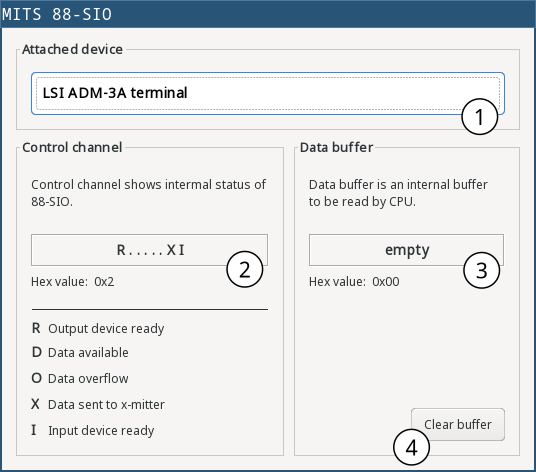 MITS 88-SIO
Attached device
LSI ADM-3A terminal
1
Control channel
Control channel shows intermal status of
88-SIO.
R.....XI
2
Hex value: 0x2
R Output device ready
D Data available
O Data overflow
X Data sent to x-mitter
I Input device ready
Data buffer
Data buffer is an internal buffer
to be read by CPU.
empty
3
Hex value: 0x00
Clear buffer
4